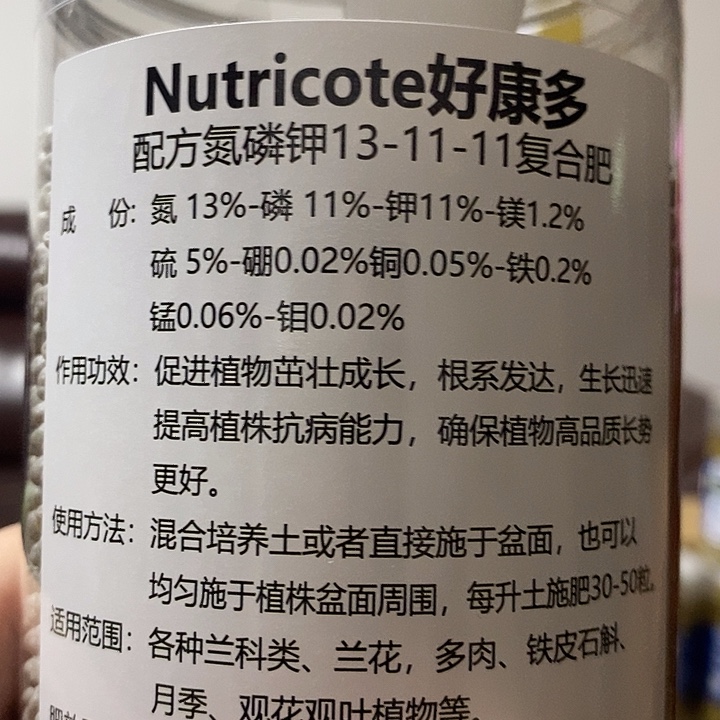 Nutricote好康多
配方氮磷钾13-11-11复合肥
成 份: 氮 13%-磷 11%-钾11%-镁1.2%
硫 5%-硼0.02%铜0.05%-铁0.2%
锰0.06%-钼0.02%
作用功效: 促进植物茁壮成长，根系发达，生长迅速
提高植株抗病能力，确保植物高品质长势
更好。
使用方法: 混合培养土或者直接施于盆面，也可以
均匀施于植株盆面周围，每升土施肥30-50粒。
适用范围: 各种兰科类、兰花，多肉、铁皮石斛、
月季、观花观叶植物等。